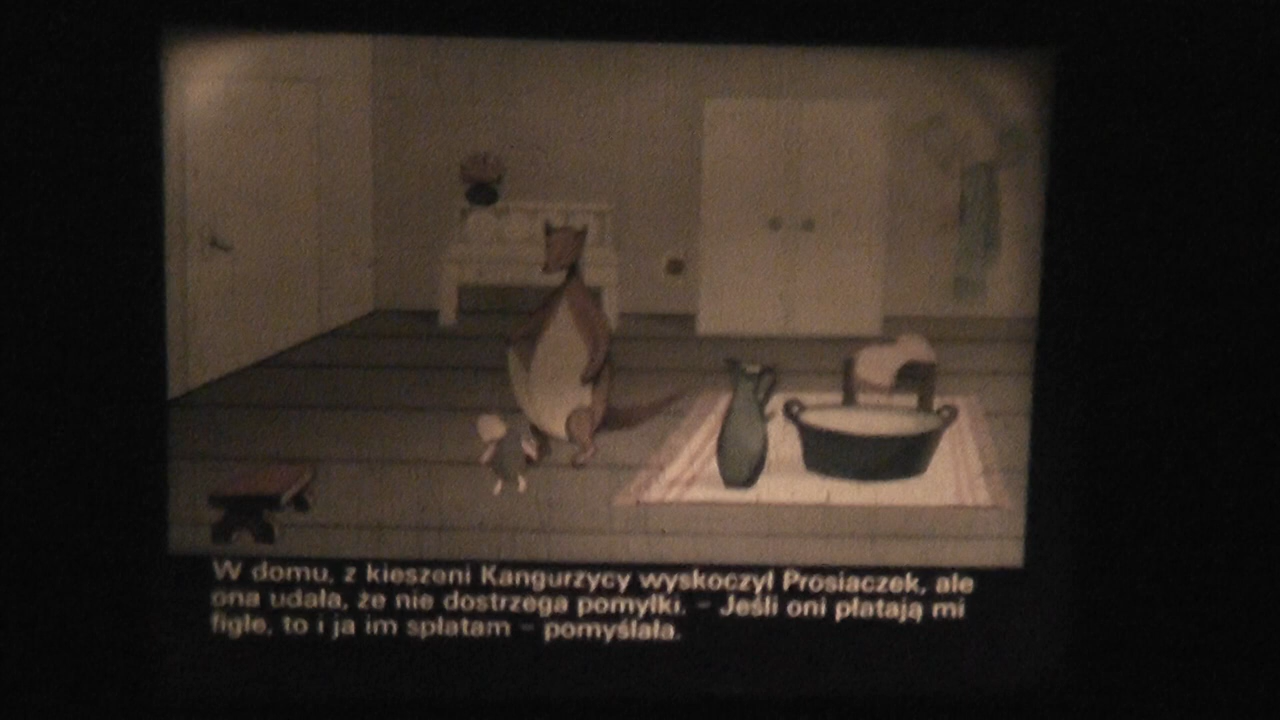 W domu, z kieszeni Kangurzycy wyskoczył Prosiaczek, ale
ona udała, że nie dostrzega pomyłki. – Jeśli oni płatają mi
figle, to i ja im spłatam – pomyślała.